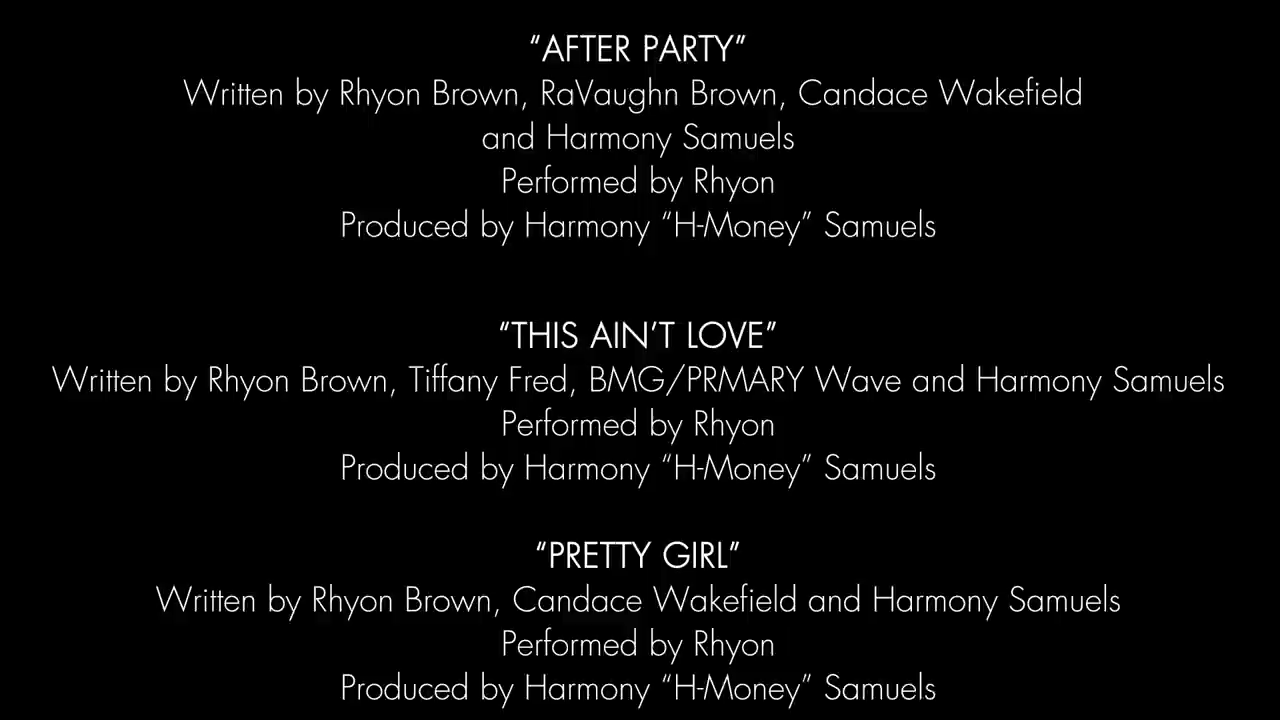 “AFTER PARTY”
Written by Rhyon Brown, RaVaughn Brown, Candace Wakefield
and Harmony Samuels
Performed by Rhyon
Produced by Harmony “H-Money” Samuels
“THIS AIN’T LOVE”
Written by Rhyon Brown, Tiffany Fred, BMG/PRMARY Wave and Harmony Samuels
Performed by Rhyon
Produced by Harmony “H-Money” Samuels
“PRETTY GIRL”
Written by Rhyon Brown, Candace Wakefield and Harmony Samuels
Performed by Rhyon
Produced by Harmony “H-Money” Samuels